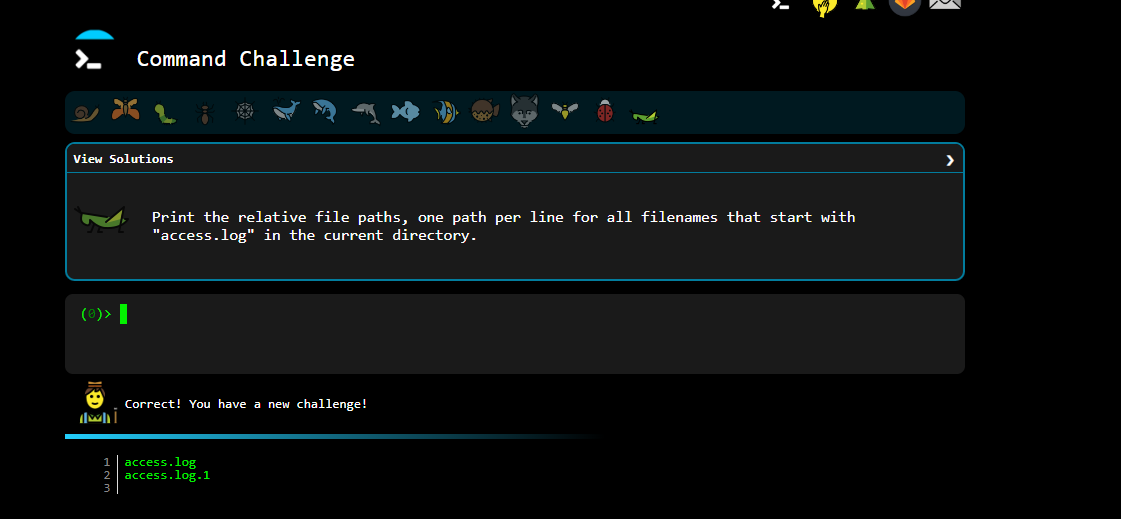 Command Challenge
View Solutions
Print the relative file paths, one path per line for all filenames that start with
"access.log" in the current directory.
(0)>
Correct! You have a new challenge!
1 access.log
2 access.log.1
3